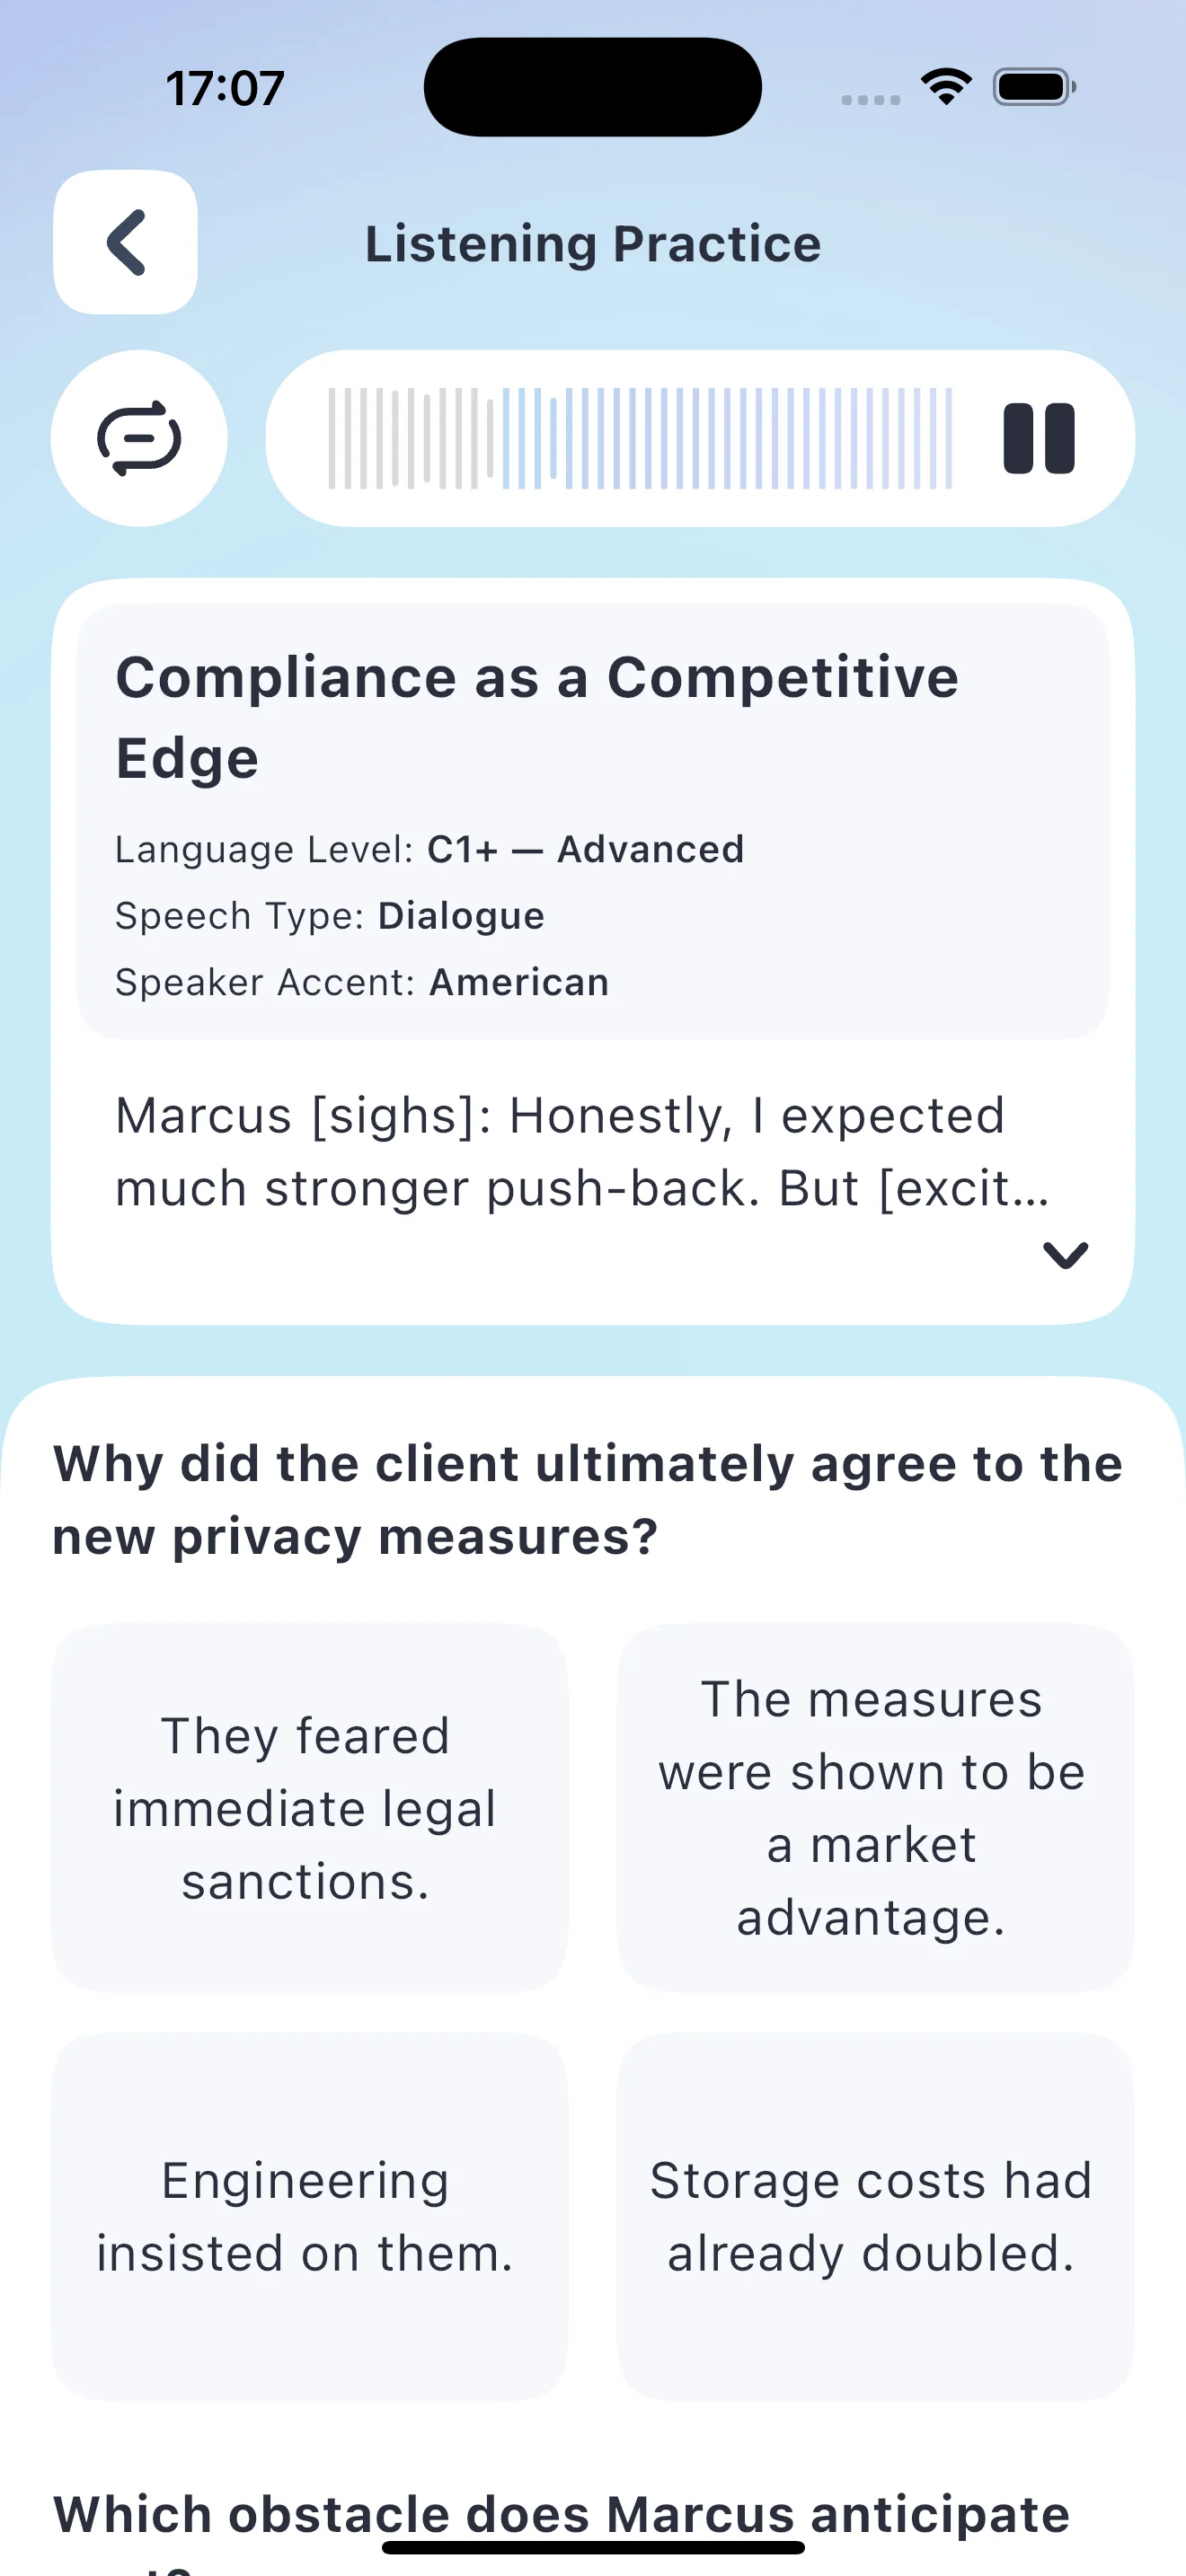 17:07
Listening Practice
Compliance as a Competitive
Edge
Language Level: C1+ — Advanced
Speech Type: Dialogue
Speaker Accent: American
Marcus [sighs]: Honestly, I expected
much stronger push-back. But [excit...
Why did the client ultimately agree to the
new privacy measures?
They feared
immediate legal
sanctions.
The measures
were shown to be
a market
advantage.
Engineering
insisted on them.
Storage costs had
already doubled.
Which obstacle does Marcus anticipate